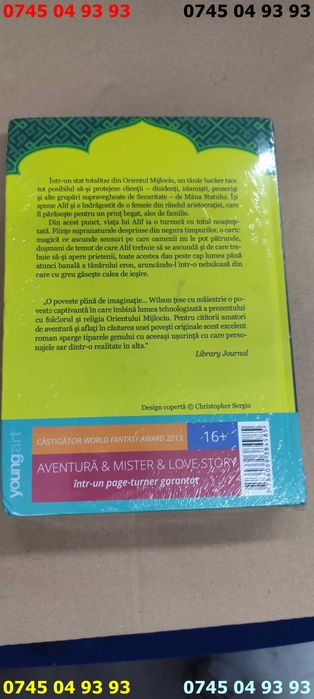 0745 04 93 93 0745 04 93 93
Într-un stat totalitar din Orientul Mijlociu, un tânăr hacker face
tot posibilul să-și protejeze clienții – disidenți, islamiști, proscriși
și alte grupări supravegheate de Securitate – de Mâna Statului. Își
spune Alif și e îndrăgostit de o femeie din rândul aristocrației, care
îl părăsește pentru un prinț bogat, ales de familie.
Din acest punct, viața lui Alif ia o turnură cu totul neaștep-
tată. Ființe supranaturale desprinse din negura timpurilor, o carte
magică ce ascunde sensuri pe care oamenii nu le pot pătrunde,
dușmani de temut de care Alif trebuie să se ascundă și de care trebu-
ie să-și apere prietenii, toate acestea dau peste cap lumea până
atunci banală a tânărului erou, aruncându-l într-o nebuloasă din
care cu greu găsește calea de ieșire.
„O poveste plină de imaginație... Wilson țese cu măiestrie o po-
veste captivantă în care îmbină lumea tehnologizată a prezentului
cu folclorul și religia Orientului Mijlociu. Pentru cititorii amatori
de aventură și aflați în căutarea unei povești originale acest excelent
roman sparge tiparele genului cu aceeași ușurință cu care perso-
najele sar dintr-o realitate în alta.”
Library Journal
Design copertă © Christopher Sergio
youngart
CÂȘTIGĂTOR WORLD FANTASY AWARD 2013
16+
AVENTURĂ & MISTER & LOVE STORY
într-un page-turner garantat
0745 04 93 93 0745 04 93 93